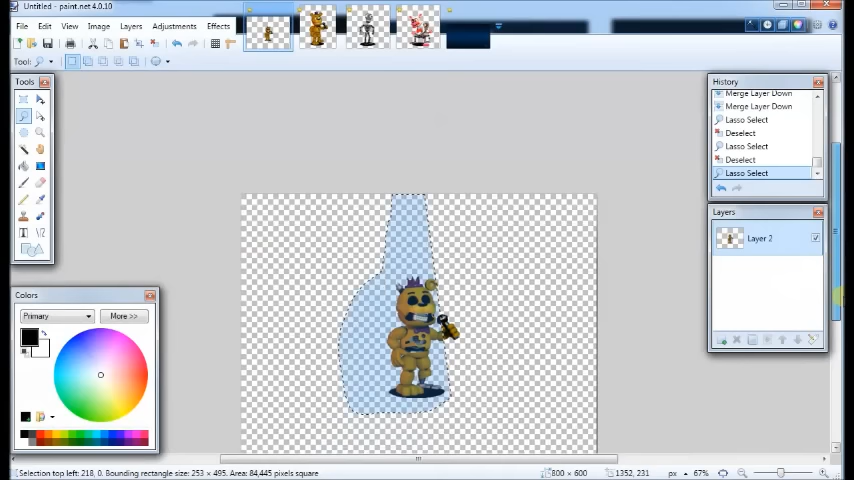 Untitled - paint.net 4.0.10
File Edit View Image Layers Adjustments Effects
Tool:
Tools
History
Merge Layer Down
Merge Layer Down
Lasso Select
Deselect
Lasso Select
Deselect
Lasso Select
Layers
Layer 2
Colors
Primary
More >>
Selection top left: 218, 0. Bounding rectangle size: 253 × 495. Area: 84,445 pixels square
800 × 600
1352, 231
px
67%